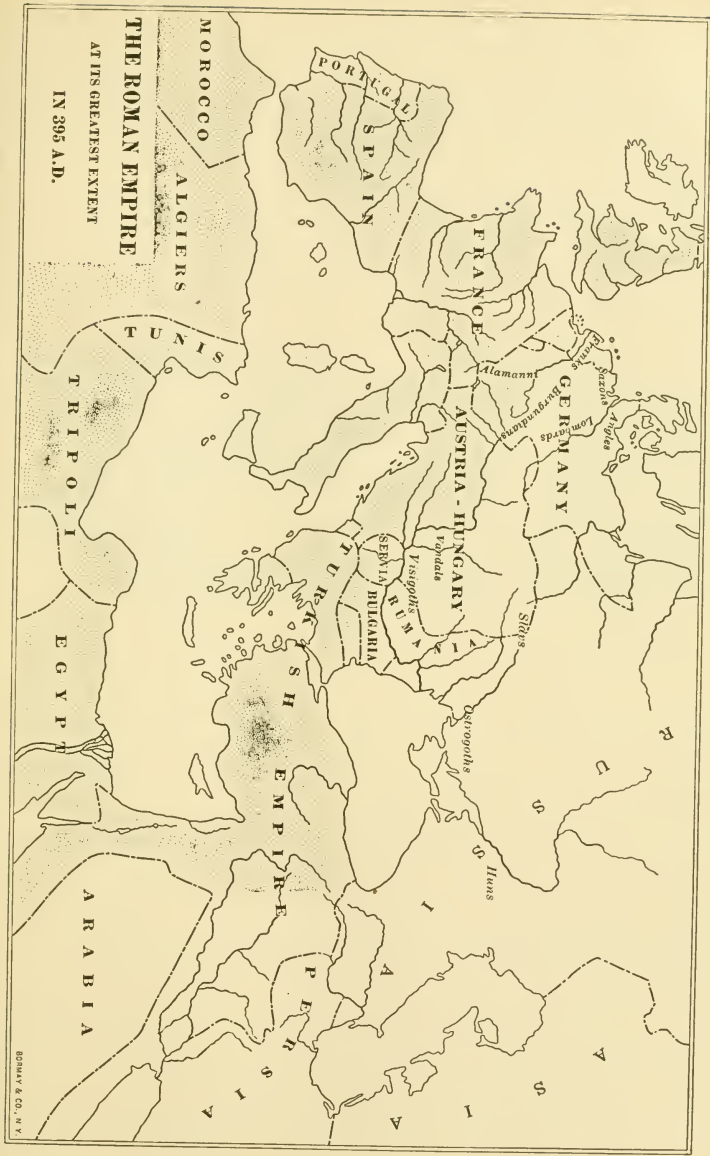 THE ROMAN EMPIRE
AT ITS GREATEST EXTENT
IN 395 A.D.
MOROCCO
ALGIERS
TUNIS
TRIPOLI
EGYPT
ARABIA
PORTUGAL
SPAIN
FRANCE
GERMANY
Franks
Saxons
Angles
Lombards
Burgundians
Alamanni
AUSTRIA-HUNGARY
Vandals
Visigoths
SERVIA
RUMANIA
BULGARIA
Slavs
Ostrogoths
Huns
RUSSIA
TURKISH EMPIRE
PERSIA
ASIA
BORMAY & CO., N.Y.